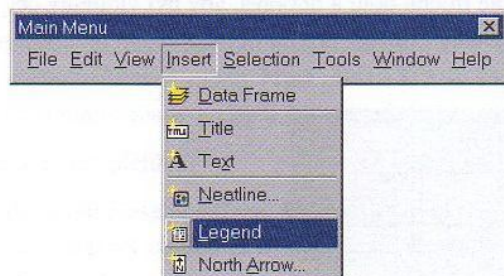 Main Menu
File Edit View Insert Selection Tools Window Help
Data Frame
Title
Text
Neatline...
Legend
North Arrow...